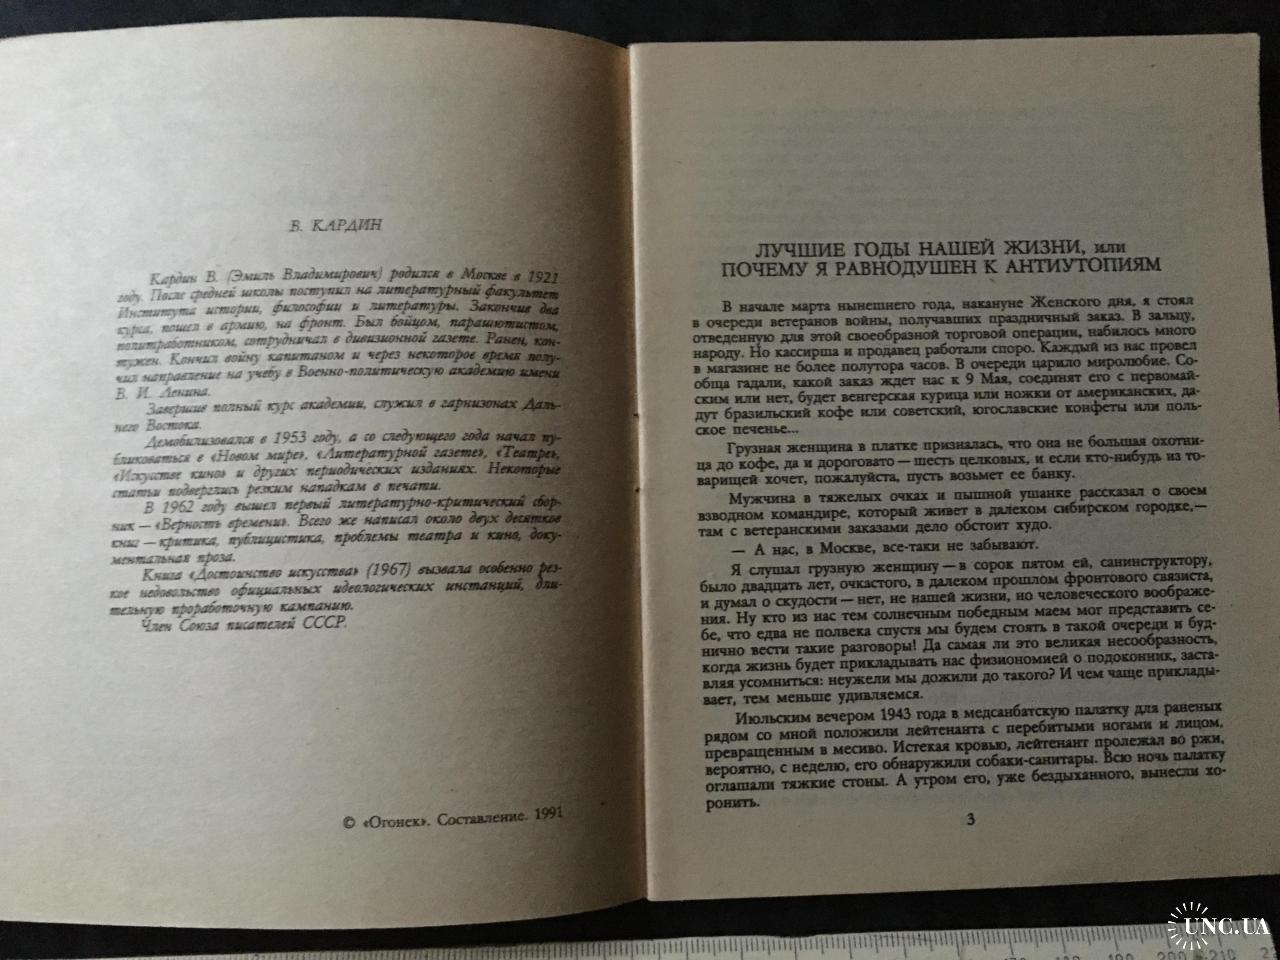 В. КАРДИН
Кардин В. (Эмиль Владимирович) родился в Москве в 1921
году. После средней школы поступил на литературный факультет
Института истории, философии и литературы. Закончив два
курса, пошел в армию, на фронт. Был бойцом, парашютистом,
политработником, сотрудничал в дивизионной газете. Ранен, кон-
тужен. Кончил войну капитаном и через некоторое время полу-
чил направление на учебу в Военно-политическую академию имени
В. И. Ленина.
Завершив полный курс академии, служил в гарнизонах Даль-
него Востока.
Демобилизовался в 1953 году, а со следующего года начал пу-
бликоваться в «Новом мире», «Литературной газете», «Театре»,
«Искусстве кино» и других периодических изданиях. Некоторые
статьи подверглись резким нападкам в печати.
В 1962 году вышел первый литературно-критический сбор-
ник — «Верность времени». Всего же написал около двух десятков
книг — критика, публицистика, проблемы театра и кино, доку-
ментальная проза.
Книга «Достоинство искусства» (1967) вызвала особенно рез-
кое недовольство официальных идеологических инстанций, дли-
тельную проработочную кампанию.
Член Союза писателей СССР.
© «Огонек». Составление. 1991
ЛУЧШИЕ ГОДЫ НАШЕЙ ЖИЗНИ, или
ПОЧЕМУ Я РАВНОДУШЕН К АНТИУТОПИЯМ
В начале марта нынешнего года, накануне Женского дня, я стоял
в очереди ветеранов войны, получавших праздничный заказ. В зальцу,
отведенную для этой своеобразной торговой операции, набилось много
народу. Но кассирша и продавец работали споро. Каждый из нас провел
в магазине не более полутора часов. В очереди царило миролюбие. Со-
обща гадали, какой заказ ждет нас к 9 Мая, соединят его с первомай-
ским или нет, будет венгерская курица или ножки от американских, да-
дут бразильский кофе или советский, югославские конфеты или поль-
ское печенье...
Грузная женщина в платке призналась, что она не большая охотни-
ца до кофе, да и дороговато — шесть целковых, и если кто-нибудь из то-
варищей хочет, пожалуйста, пусть возьмет ее банку.
Мужчина в тяжелых очках и пышной ушанке рассказал о своем
взводном командире, который живет в далеком сибирском городке,—
там с ветеранскими заказами дело обстоит худо.
— А нас, в Москве, все-таки не забывают.
Я слушал грузную женщину — в сорок пятом ей, санинструктору,
было двадцать лет, очкастого, в далеком прошлом фронтового связиста,
и думал о скудости — нет, не нашей жизни, но человеческого воображе-
ния. Ну кто из нас тем солнечным победным маем мог представить се-
бе, что едва не полвека спустя мы будем стоять в такой очереди и буд-
нично вести такие разговоры! Да самая ли это великая несообразность,
когда жизнь будет прикладывать нас физиономией о подоконник, заста-
вляя усомниться: неужели мы дожили до такого? И чем чаще приклады-
вает, тем меньше удивляемся.
Июльским вечером 1943 года в медсанбатскую палатку для раненых
рядом со мной положили лейтенанта с перебитыми ногами и лицом,
превращенным в месиво. Истекая кровью, лейтенант пролежал во ржи,
вероятно, с неделю, его обнаружили собаки-санитары. Всю ночь палатку
оглашали тяжкие стоны. А утром его, уже бездыханного, вынесли хо-
ронить.
3
190 200 210
UNC.UA